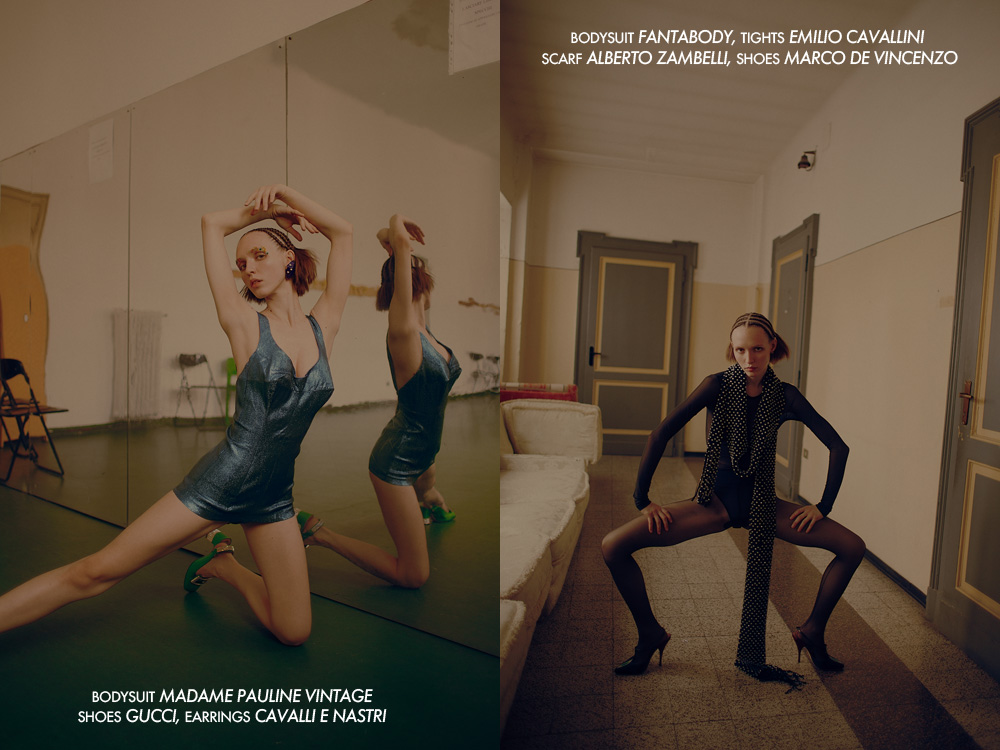 BODYSUIT MADAME PAULINE VINTAGE
SHOES GUCCI, EARRINGS CAVALLI E NASTRI
BODYSUIT FANTABODY, TIGHTS EMILIO CAVALLINI
SCARF ALBERTO ZAMBELLI, SHOES MARCO DE VINCENZO